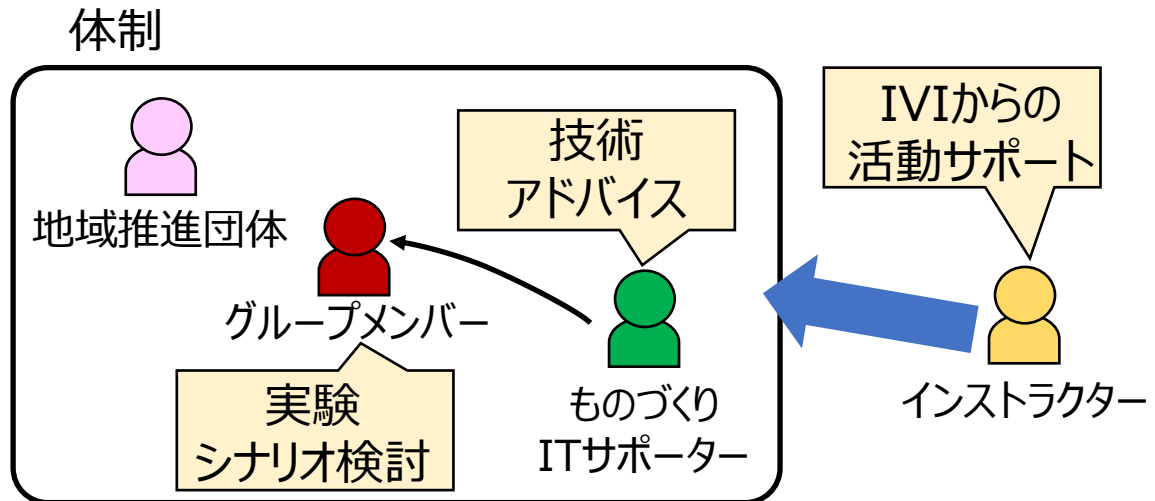 体制
地域推進団体
グループメンバー
実験
シナリオ検討
技術
アドバイス
ものづくり
ITサポーター
IVIからの
活動サポート
インストラクター